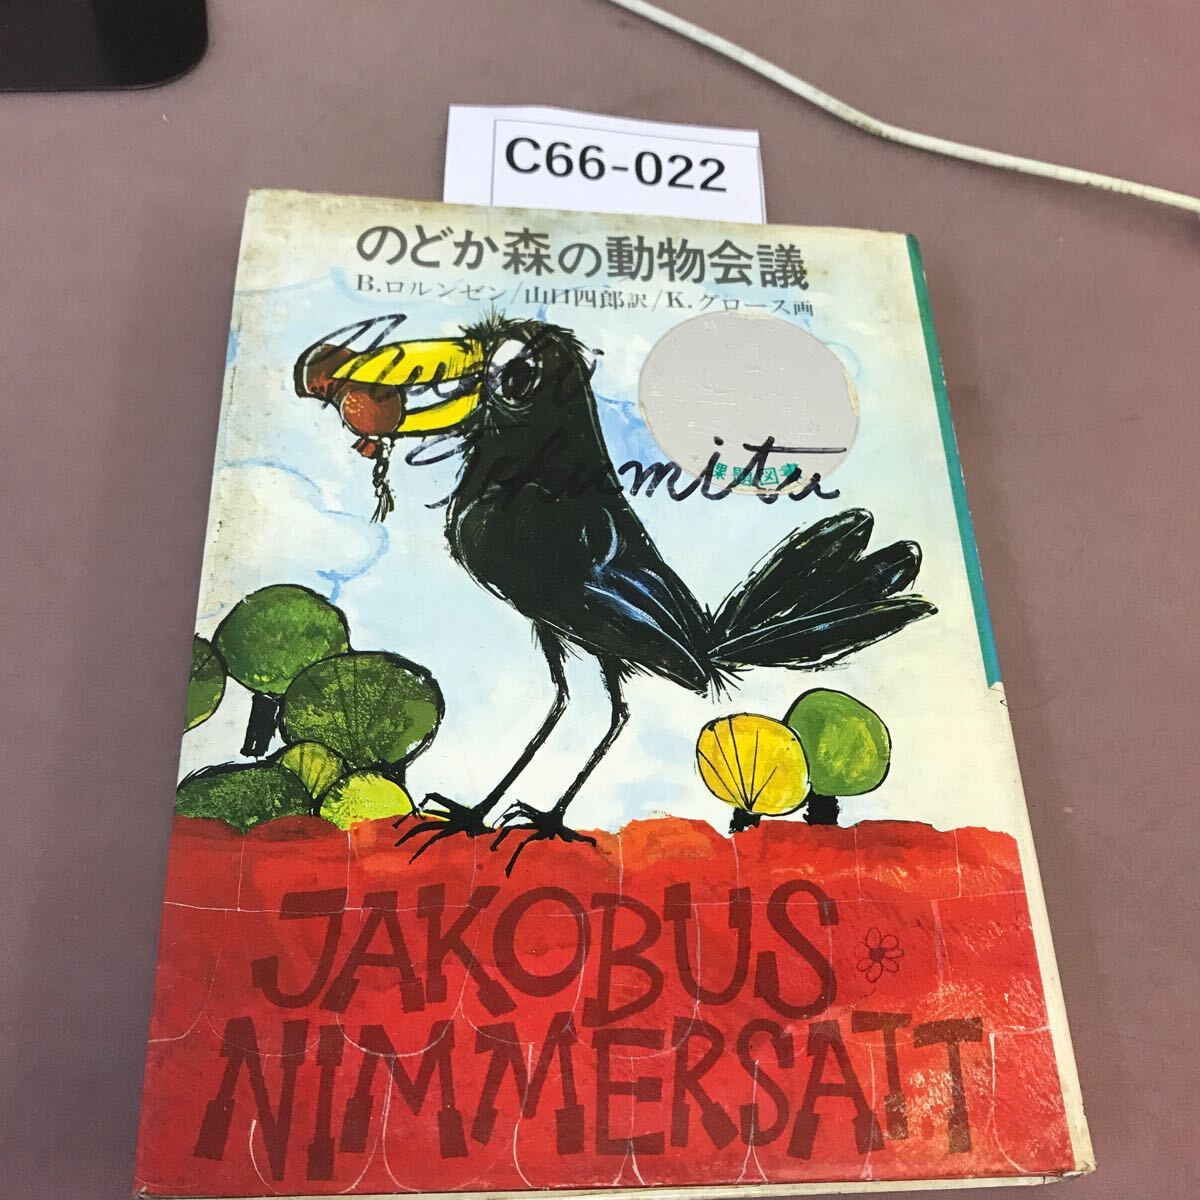 C66-022
のどか森の動物会議
B.ロルンゼン/山口四郎訳/K.グロース画
Tokumitu
課題図書
JAKOBUS
NIMMERSATT